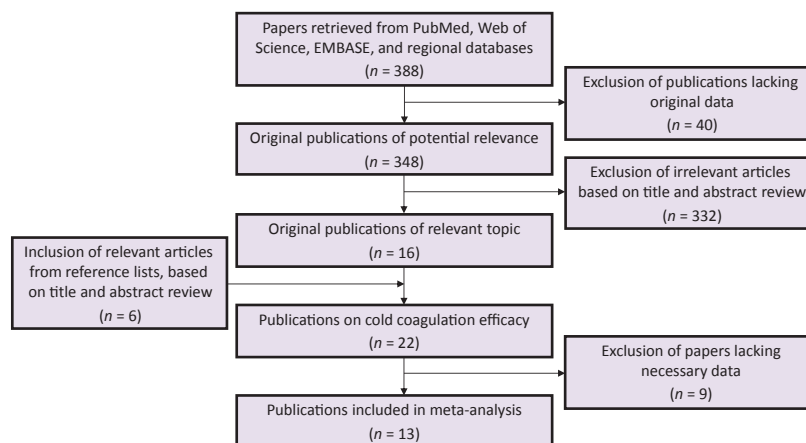 Papers retrieved from PubMed, Web of
Science, EMBASE, and regional databases
(n = 388)
Exclusion of publications lacking
original data
(n = 40)
Original publications of potential relevance
(n = 348)
Exclusion of irrelevant articles
based on title and abstract review
(n = 332)
Original publications of relevant topic
(n = 16)
Inclusion of relevant articles
from reference lists, based
on title and abstract review
(n = 6)
Publications on cold coagulation efficacy
(n = 22)
Exclusion of papers lacking
necessary data
(n = 9)
Publications included in meta-analysis
(n = 13)